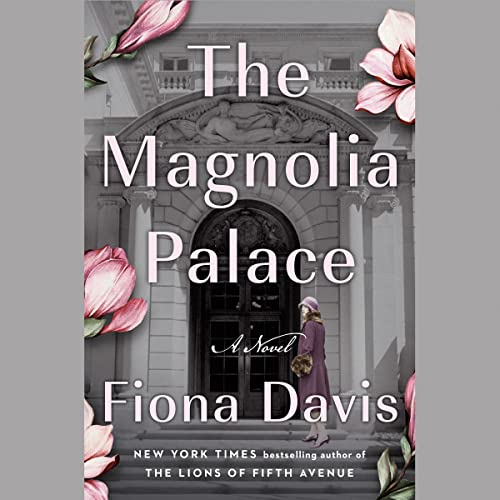 The
Magnolia
Palace
A Novel
Fiona Davis
NEW YORK TIMES bestselling author of
THE LIONS OF FIFTH AVENUE